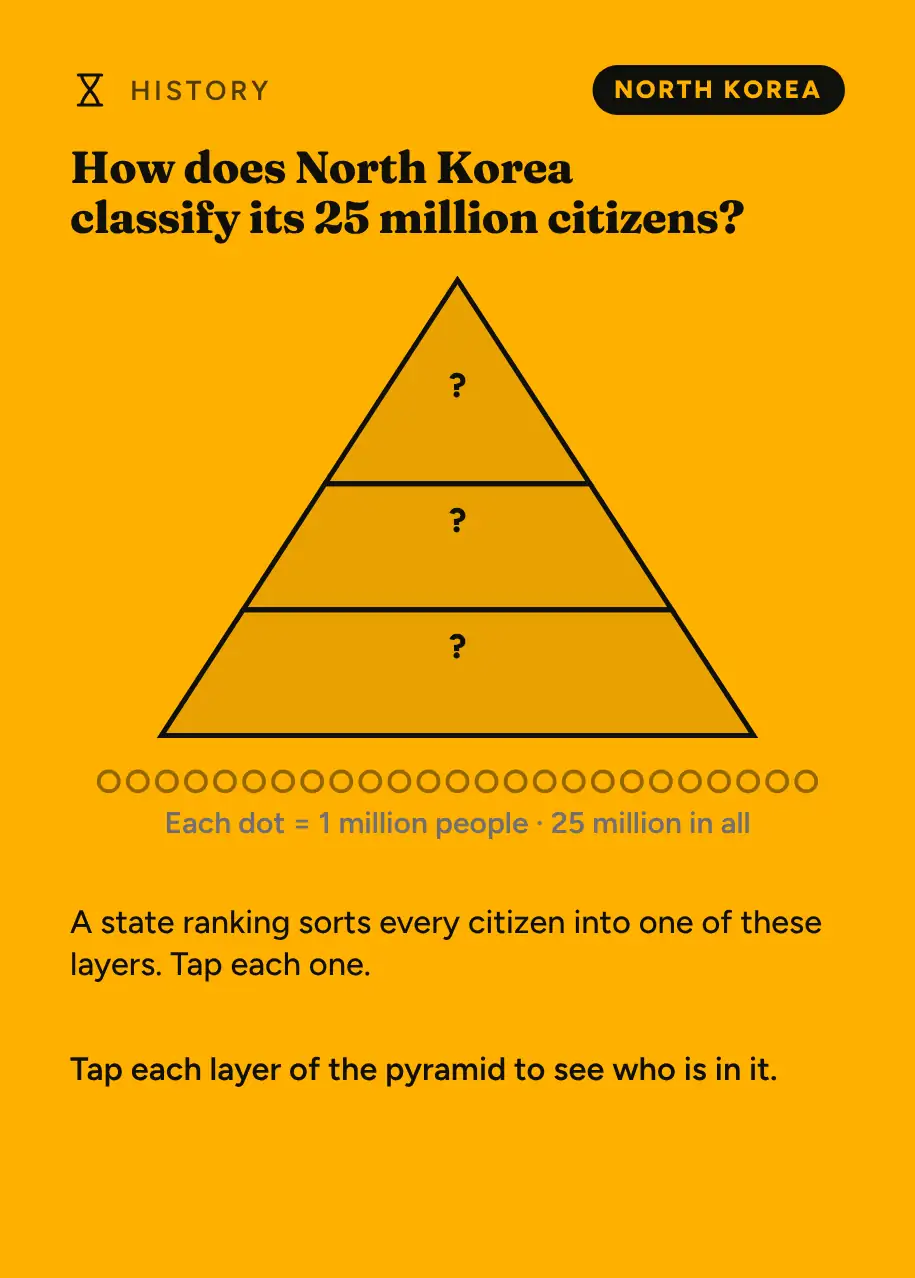 HISTORY
NORTH KOREA
How does North Korea
classify its 25 million citizens?
?
?
?
Each dot = 1 million people · 25 million in all
A state ranking sorts every citizen into one of these
layers. Tap each one.
Tap each layer of the pyramid to see who is in it.